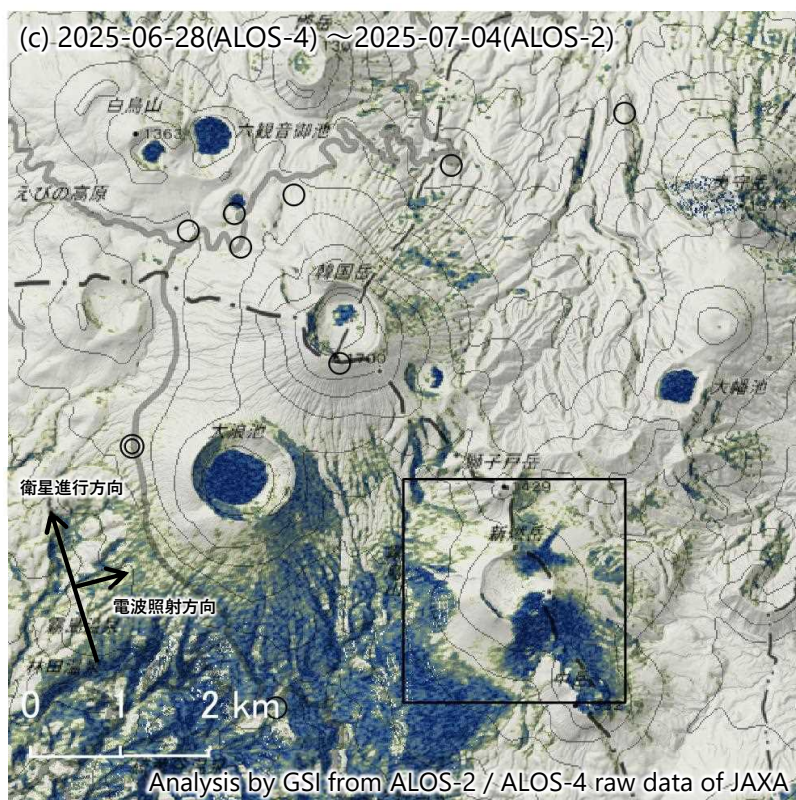 (c) 2025-06-28(ALOS-4) ～2025-07-04(ALOS-2)
白鳥山
1363
六観音御池
えびの高原
韓国岳
1700
大幡池
大浪池
獅子戸岳
1429
新燃岳
中岳
衛星進行方向
電波照射方向
0 1 2 km
Analysis by GSI from ALOS-2 / ALOS-4 raw data of JAXA